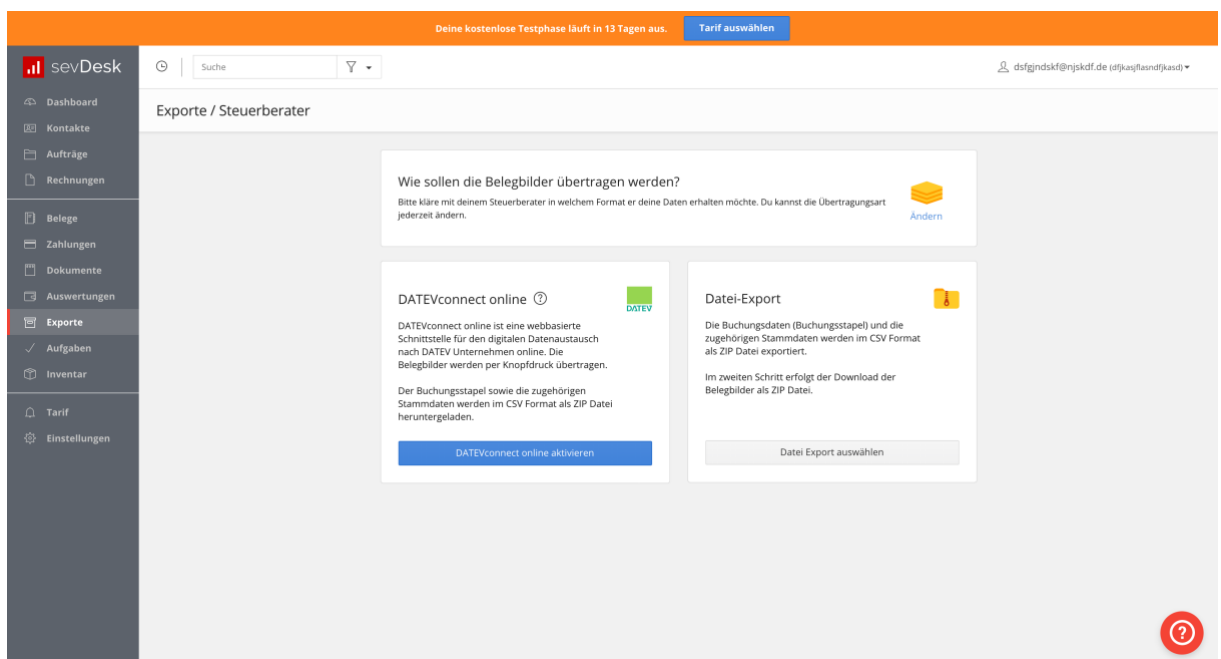 Deine kostenlose Testphase läuft in 13 Tagen aus. Tarif auswählen
sevDesk
Suche
dsfgjndskf@njskdf.de (dfjkasjflasndfjkasd)
Dashboard
Kontakte
Aufträge
Rechnungen
Belege
Zahlungen
Dokumente
Auswertungen
Exporte
Aufgaben
Inventar
Tarif
Einstellungen
Exporte / Steuerberater
Wie sollen die Belegbilder übertragen werden?
Bitte kläre mit deinem Steuerberater in welchem Format er deine Daten erhalten möchte. Du kannst die Übertragungsart
jederzeit ändern.
Ändern
DATEVconnect online
DATEV
DATEVconnect online ist eine webbasierte
Schnittstelle für den digitalen Datenaustausch
nach DATEV Unternehmen online. Die
Belegbilder werden per Knopfdruck übertragen.
Der Buchungsstapel sowie die zugehörigen
Stammdaten werden im CSV Format als ZIP Datei
heruntergeladen.
DATEVconnect online aktivieren
Datei-Export
Die Buchungsdaten (Buchungsstapel) und die
zugehörigen Stammdaten werden im CSV Format
als ZIP Datei exportiert.
Im zweiten Schritt erfolgt der Download der
Belegbilder als ZIP Datei.
Datei Export auswählen